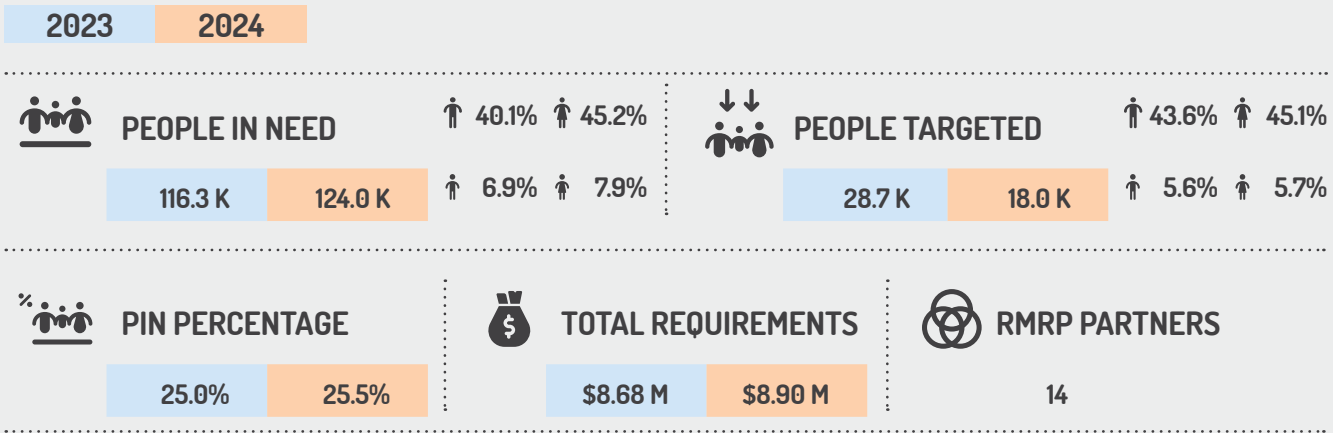 2023 2024
PEOPLE IN NEED
40.1% 45.2%
116.3 K 124.0 K
6.9% 7.9%
PEOPLE TARGETED
43.6% 45.1%
28.7 K 18.0 K
5.6% 5.7%
% PIN PERCENTAGE
25.0% 25.5%
$ TOTAL REQUIREMENTS
$8.68 M $8.90 M
RMRP PARTNERS
14